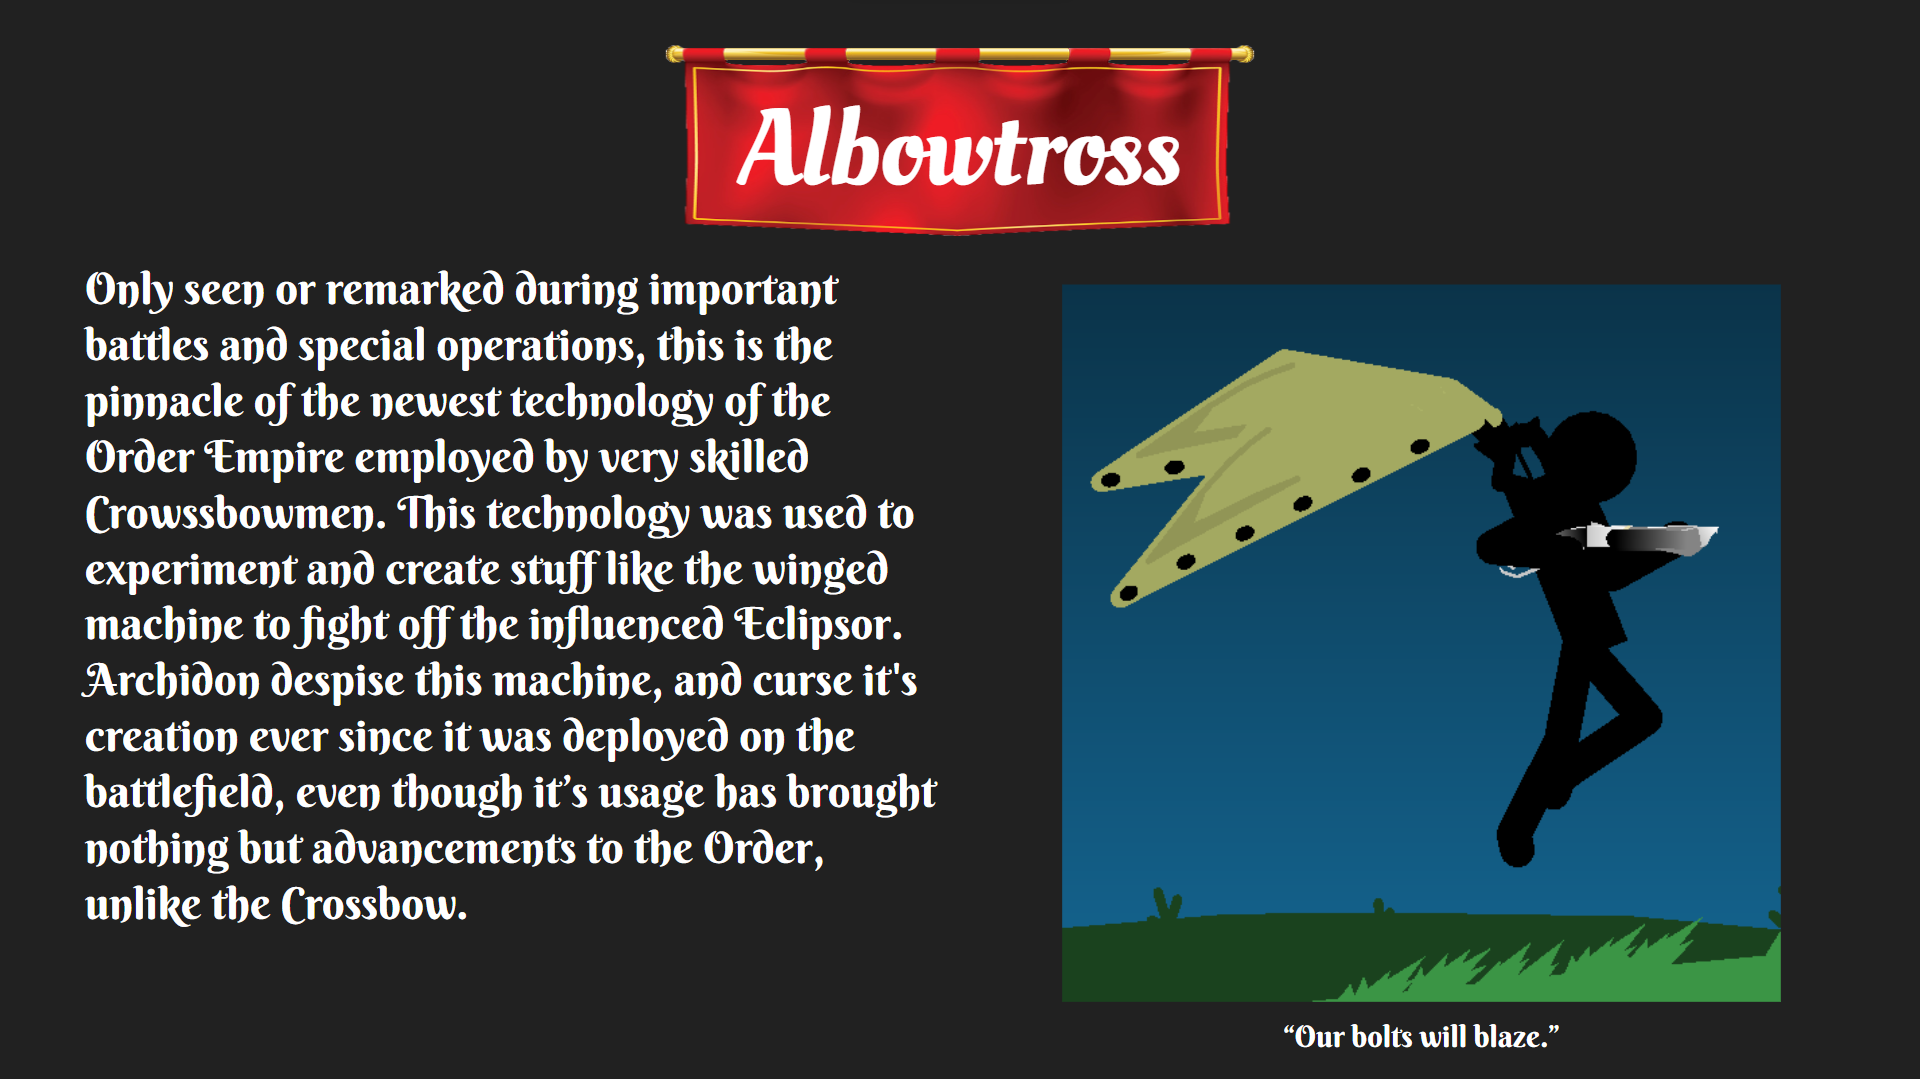 Albowtross
Only seen or remarked during important
battles and special operations, this is the
pinnacle of the newest technology of the
Order Empire employed by very skilled
Crowssbowmen. This technology was used to
experiment and create stuff like the winged
machine to fight off the influenced Eclipsor.
Archidon despise this machine, and curse it's
creation ever since it was deployed on the
battlefield, even though it’s usage has brought
nothing but advancements to the Order,
unlike the Crossbow.
“Our bolts will blaze.”